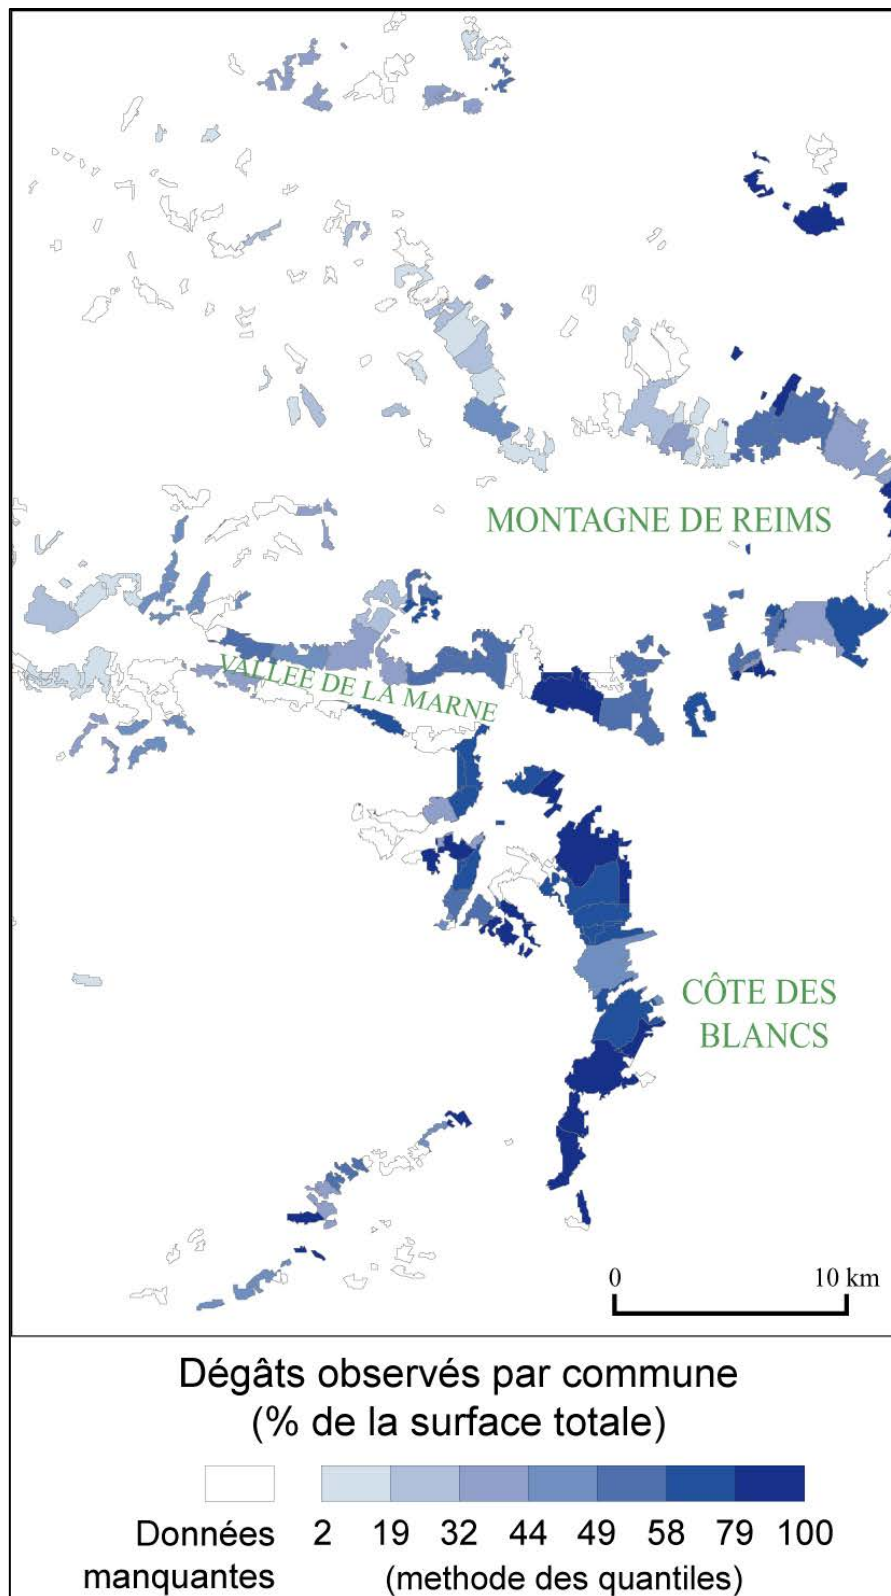 MONTAGNE DE REIMS
VALLEE DE LA MARNE
CÔTE DES
BLANCS
0 10 km
Dégâts observés par commune
(% de la surface totale)
Données
manquantes
2 19 32 44 49 58 79 100
(methode des quantiles)